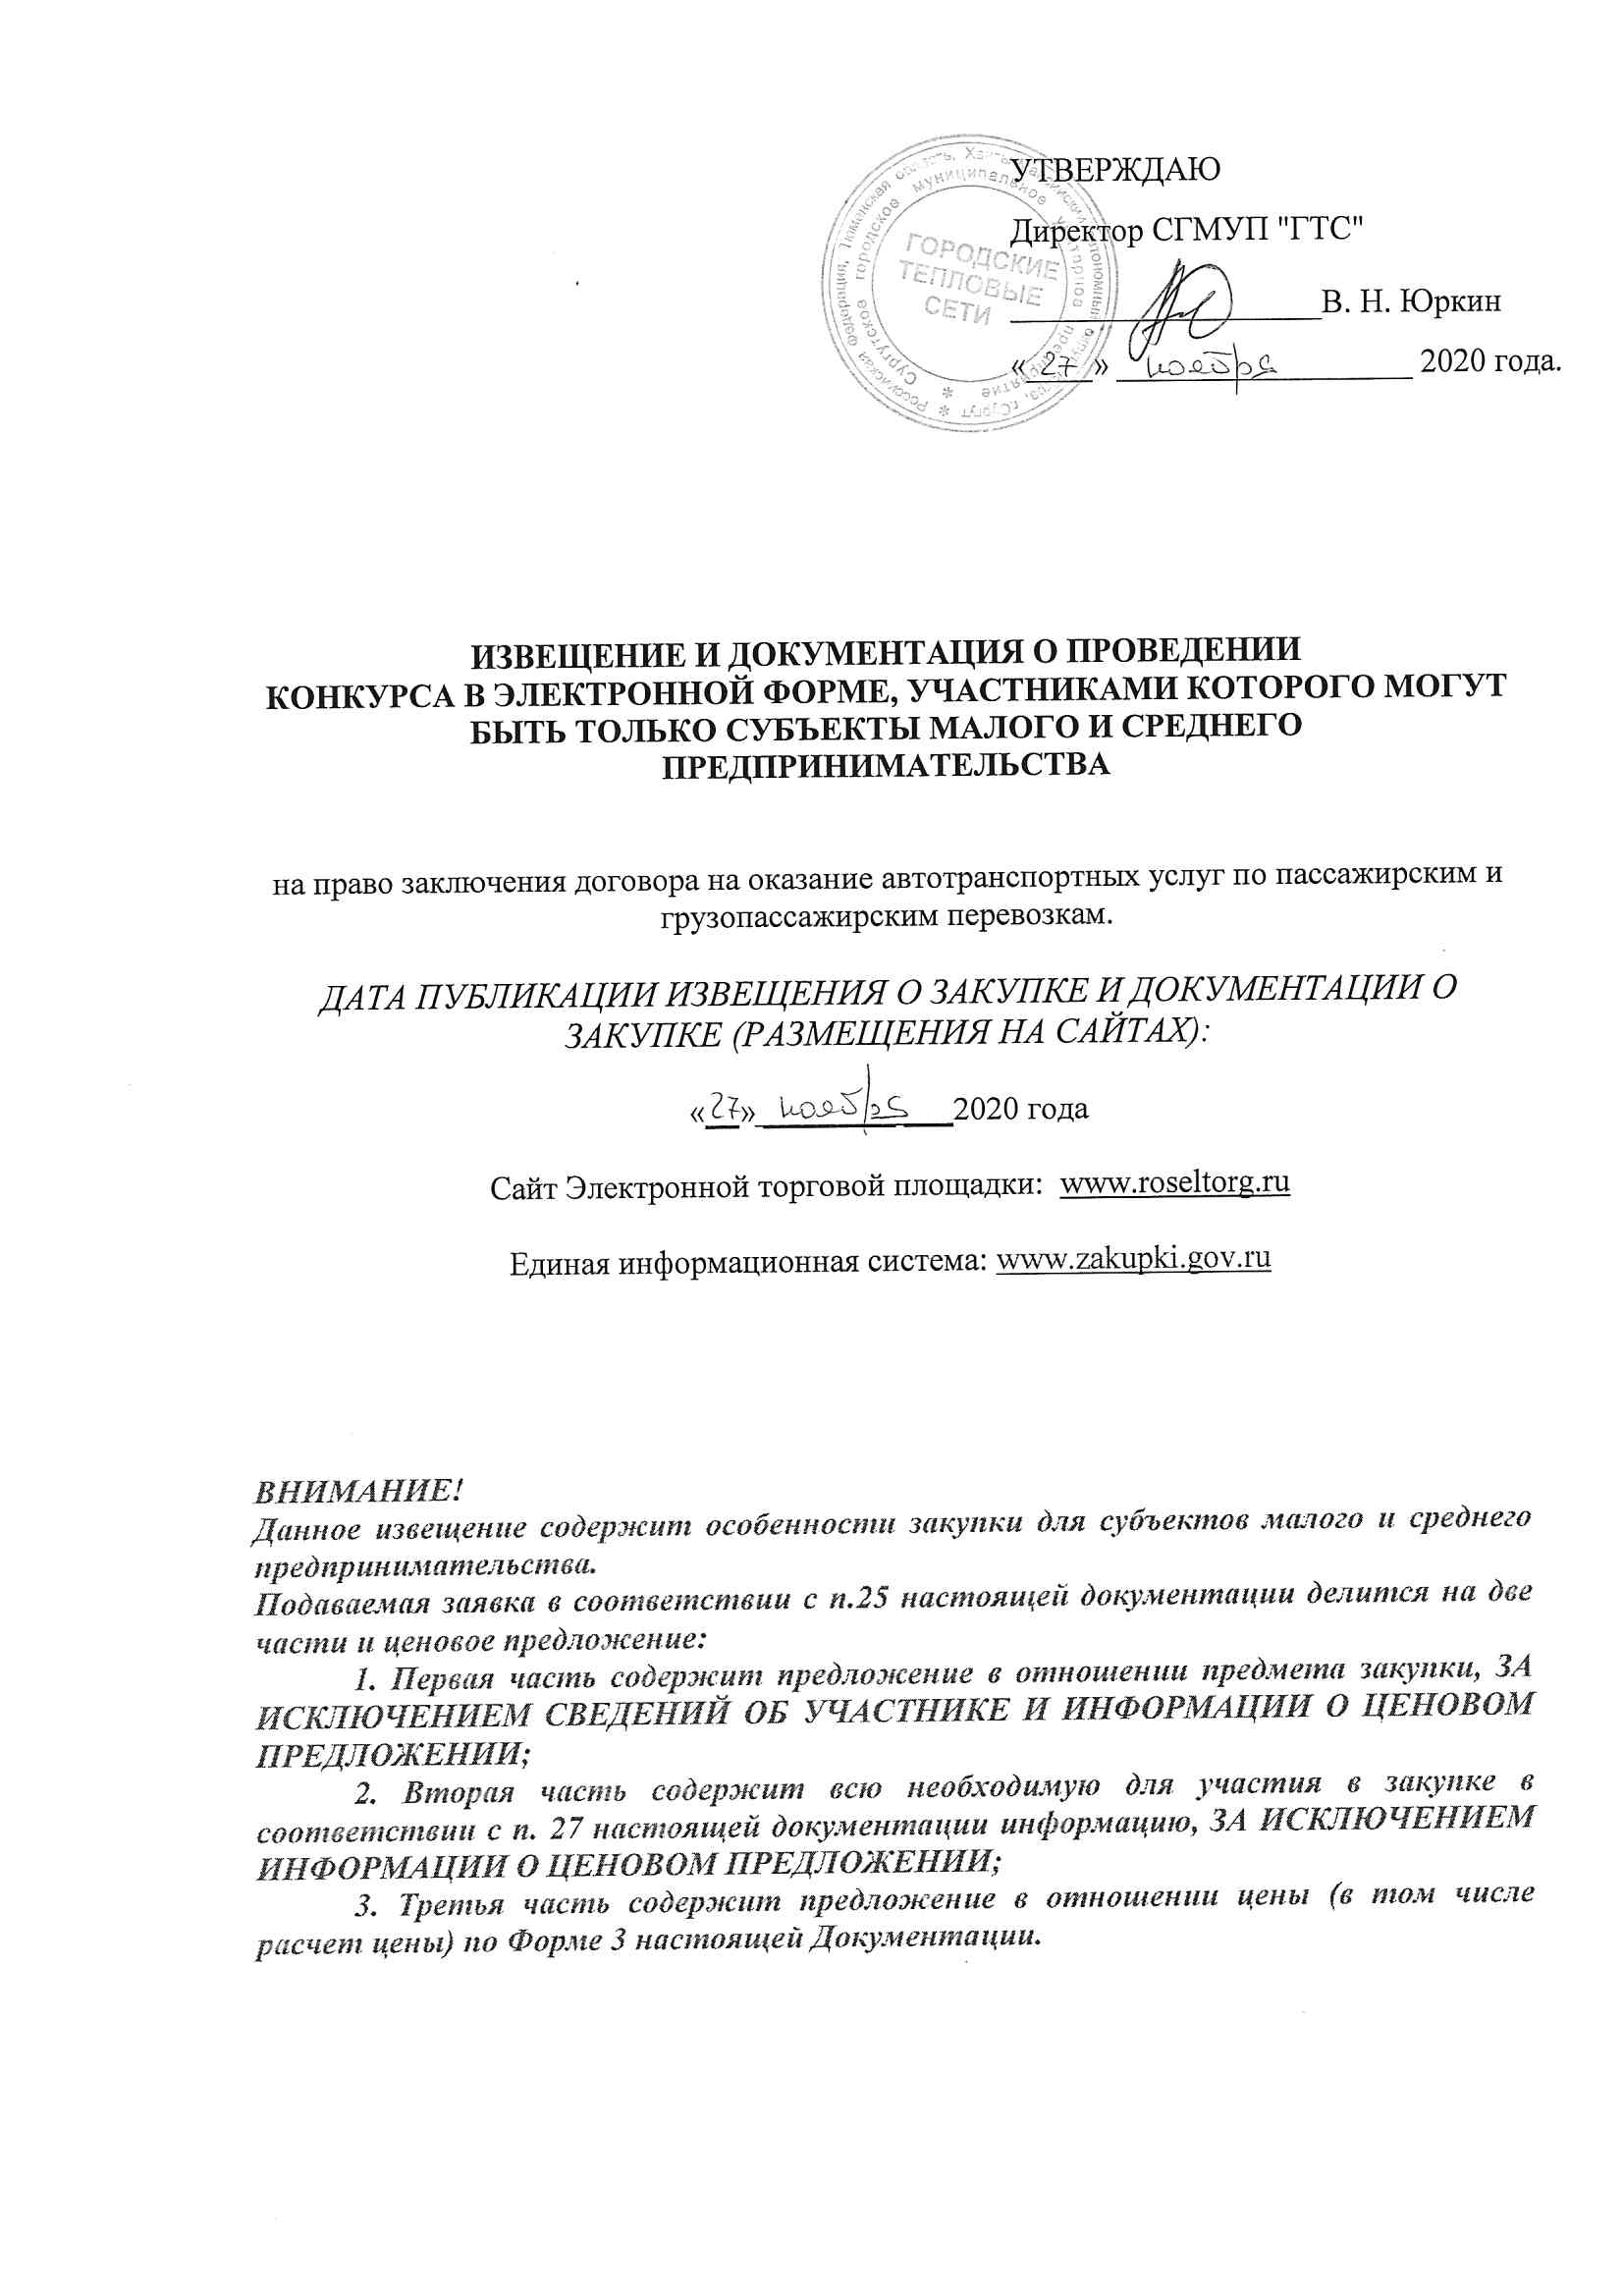 УТВЕРЖДАЮ
Директор СГМУП "ГТС"
В. Н. Юркин
«27» ноября 2020 года.
ГОРОДСКИЕ
ТЕПЛОВЫЕ
СЕТИ
Сургутское городское муниципальное унитарное предприятие
ИЗВЕЩЕНИЕ И ДОКУМЕНТАЦИЯ О ПРОВЕДЕНИИ
КОНКУРСА В ЭЛЕКТРОННОЙ ФОРМЕ, УЧАСТНИКАМИ КОТОРОГО МОГУТ
БЫТЬ ТОЛЬКО СУБЪЕКТЫ МАЛОГО И СРЕДНЕГО
ПРЕДПРИНИМАТЕЛЬСТВА
на право заключения договора на оказание автотранспортных услуг по пассажирским и
грузопассажирским перевозкам.
ДАТА ПУБЛИКАЦИИ ИЗВЕЩЕНИЯ О ЗАКУПКЕ И ДОКУМЕНТАЦИИ О
ЗАКУПКЕ (РАЗМЕЩЕНИЯ НА САЙТАХ):
«27» ноября 2020 года
Сайт Электронной торговой площадки: www.roseltorg.ru
Единая информационная система: www.zakupki.gov.ru
ВНИМАНИЕ!
Данное извещение содержит особенности закупки для субъектов малого и среднего
предпринимательства.
Подаваемая заявка в соответствии с п.25 настоящей документации делится на две
части и ценовое предложение:
1. Первая часть содержит предложение в отношении предмета закупки, ЗА
ИСКЛЮЧЕНИЕМ СВЕДЕНИЙ ОБ УЧАСТНИКЕ И ИНФОРМАЦИИ О ЦЕНОВОМ
ПРЕДЛОЖЕНИИ;
2. Вторая часть содержит всю необходимую для участия в закупке в
соответствии с п. 27 настоящей документации информацию, ЗА ИСКЛЮЧЕНИЕМ
ИНФОРМАЦИИ О ЦЕНОВОМ ПРЕДЛОЖЕНИИ;
3. Третья часть содержит предложение в отношении цены (в том числе
расчет цены) по Форме 3 настоящей Документации.